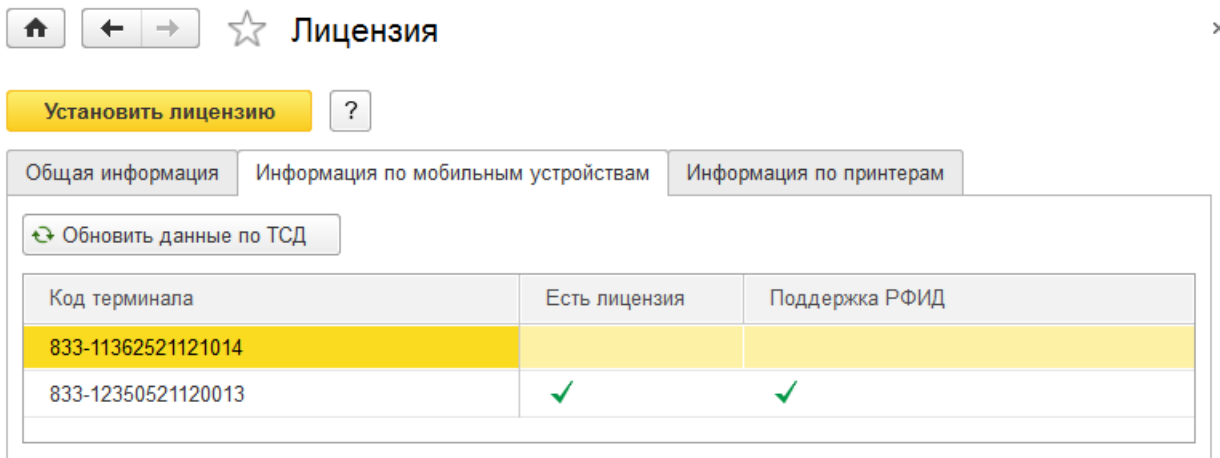 Лицензия
Установить лицензию ?
Общая информация Информация по мобильным устройствам Информация по принтерам
Обновить данные по ТСД
Код терминала Есть лицензия Поддержка РФИД
833-11362521121014
833-12350521120013